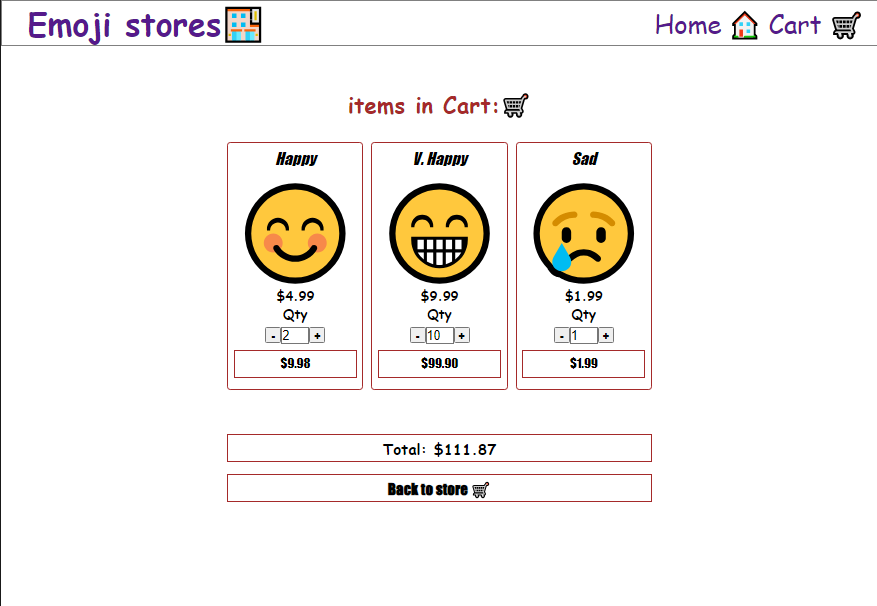 Emoji stores
Home Cart
items in Cart:
Happy
V. Happy
Sad
$4.99
$9.99
$1.99
Qty
Qty
Qty
- 2 +
- 10 +
- 1 +
$9.98
$99.90
$1.99
Total: $111.87
Back to store